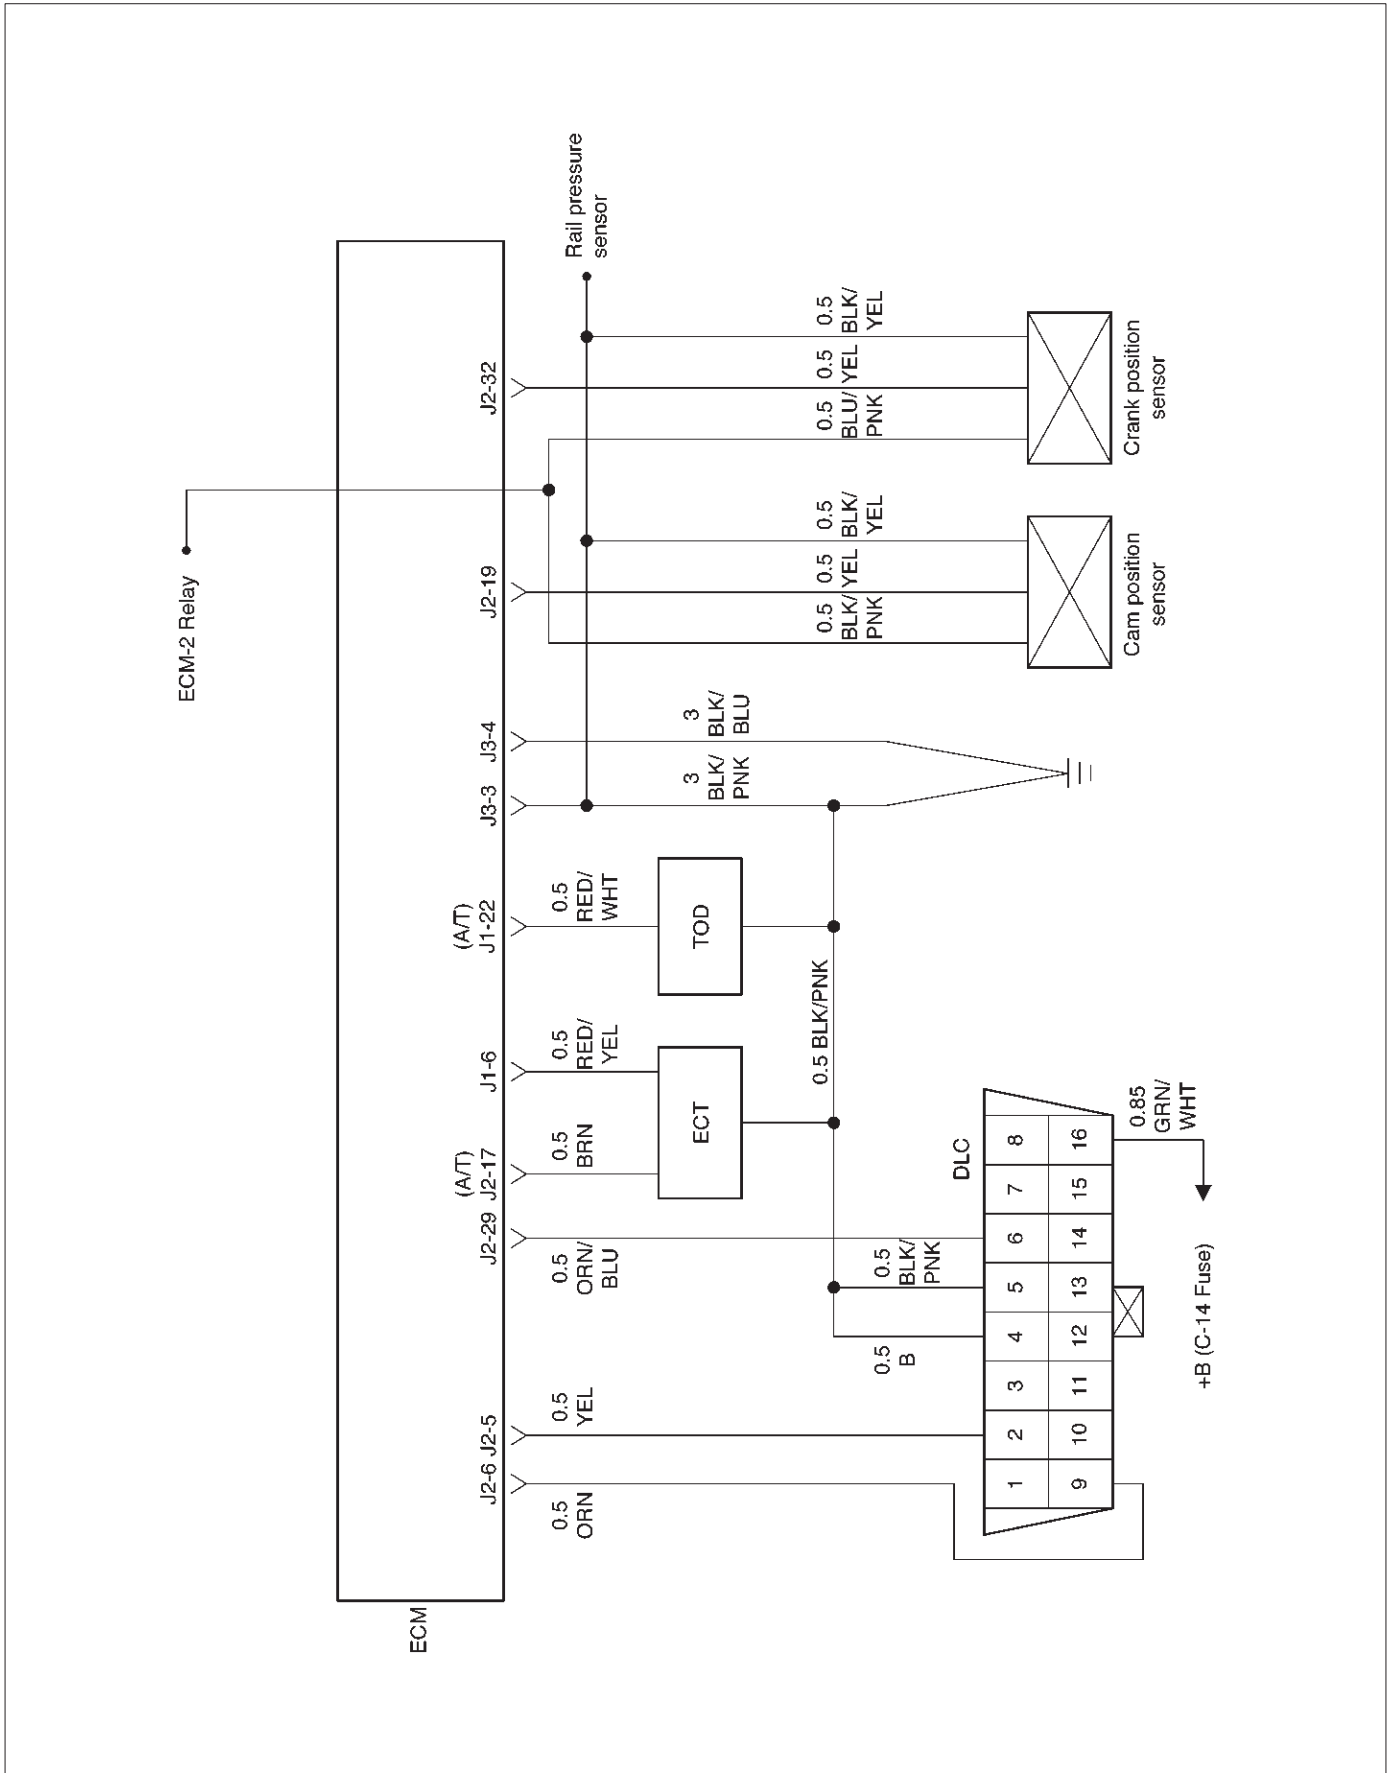 ECM-2 Relay
Rail pressure
sensor
ECM
J2-6
J2-5
J2-29
(A/T)
J2-17
J1-6
(A/T)
J1-22
J3-3
J3-4
J2-19
J2-32
0.5
ORN
0.5
YEL
0.5
ORN/
BLU
0.5
BRN
0.5
RED/
YEL
0.5
RED/
WHT
3
BLK/
PNK
3
BLK/
BLU
ECT
TOD
0.5 BLK/PNK
0.5
BLK/
PNK
0.5
YEL
0.5
BLK/
YEL
0.5
BLU/
PNK
0.5
YEL
0.5
BLK/
YEL
0.5
B
0.5
BLK/
PNK
DLC
1
2
3
4
5
6
7
8
9
10
11
12
13
14
15
16
0.85
GRN/
WHT
+B (C-14 Fuse)
Cam position
sensor
Crank position
sensor